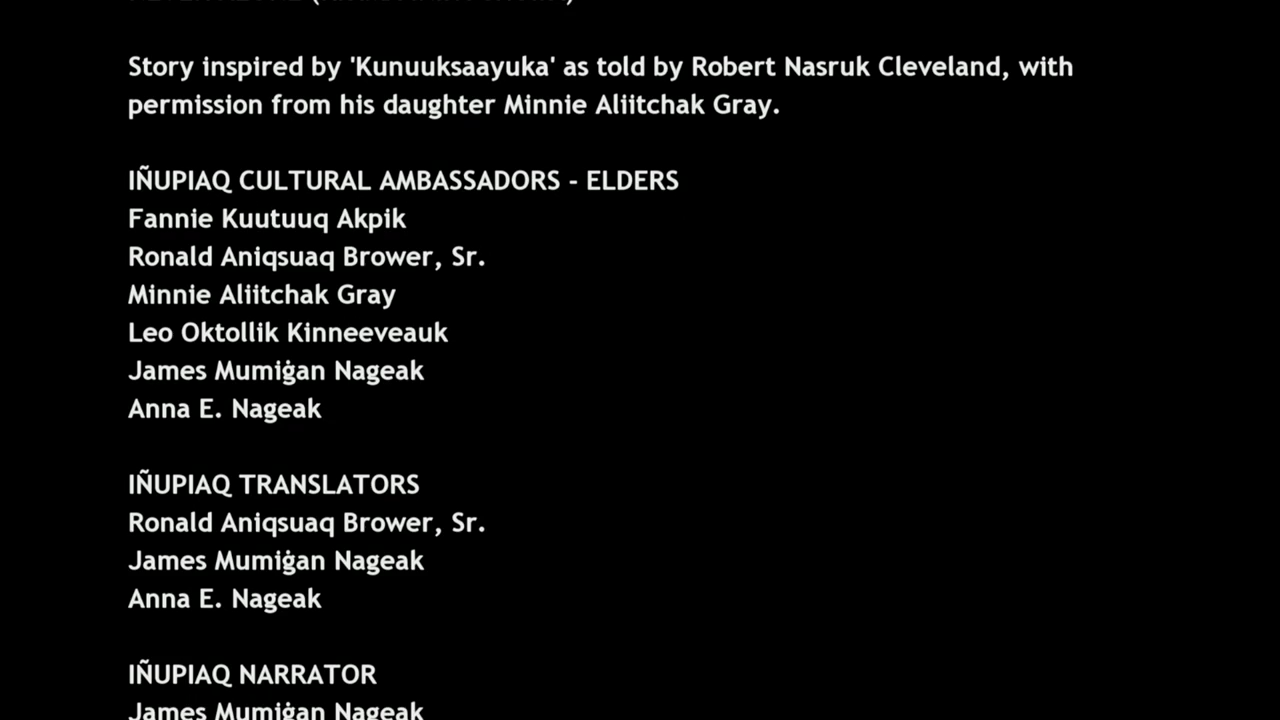 Story inspired by 'Kunuuksaayuka' as told by Robert Nasruk Cleveland, with
permission from his daughter Minnie Aliitchak Gray.
IÑUPIAQ CULTURAL AMBASSADORS - ELDERS
Fannie Kuutuuq Akpik
Ronald Aniqsuaq Brower, Sr.
Minnie Aliitchak Gray
Leo Oktollik Kinneeveauk
James Mumiġan Nageak
Anna E. Nageak
IÑUPIAQ TRANSLATORS
Ronald Aniqsuaq Brower, Sr.
James Mumiġan Nageak
Anna E. Nageak
IÑUPIAQ NARRATOR
James Mumiġan Nageak